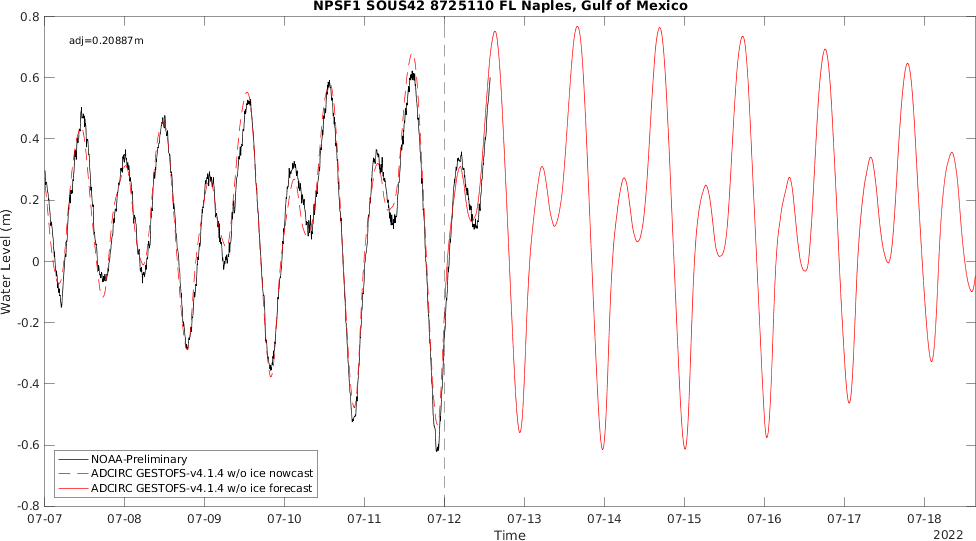 NPSF1 SOUS42 8725110 FL Naples, Gulf of Mexico
adj=0.20887m
0.8
0.6
0.4
0.2
0
-0.2
-0.4
-0.6
-0.8
Water Level (m)
NOAA-Preliminary
ADCIRC GESTOFS-v4.1.4 w/o ice nowcast
ADCIRC GESTOFS-v4.1.4 w/o ice forecast
07-07 07-08 07-09 07-10 07-11 07-12 07-13 07-14 07-15 07-16 07-17 07-18
Time
2022